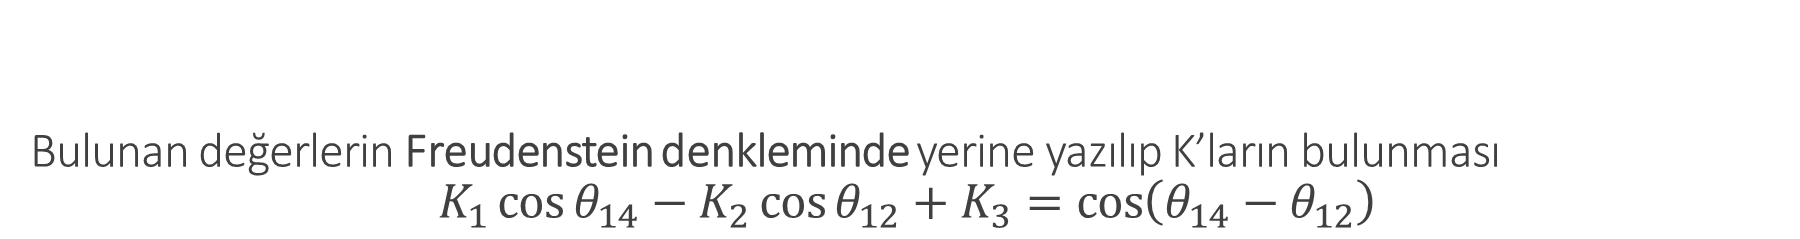 Bulunan değerlerin Freudenstein denkleminde yerine yazılıp K’ların bulunması
𝐾₁ cos 𝜃₁₄ − 𝐾₂ cos 𝜃₁₂ + 𝐾₃ = cos(𝜃₁₄ − 𝜃₁₂)